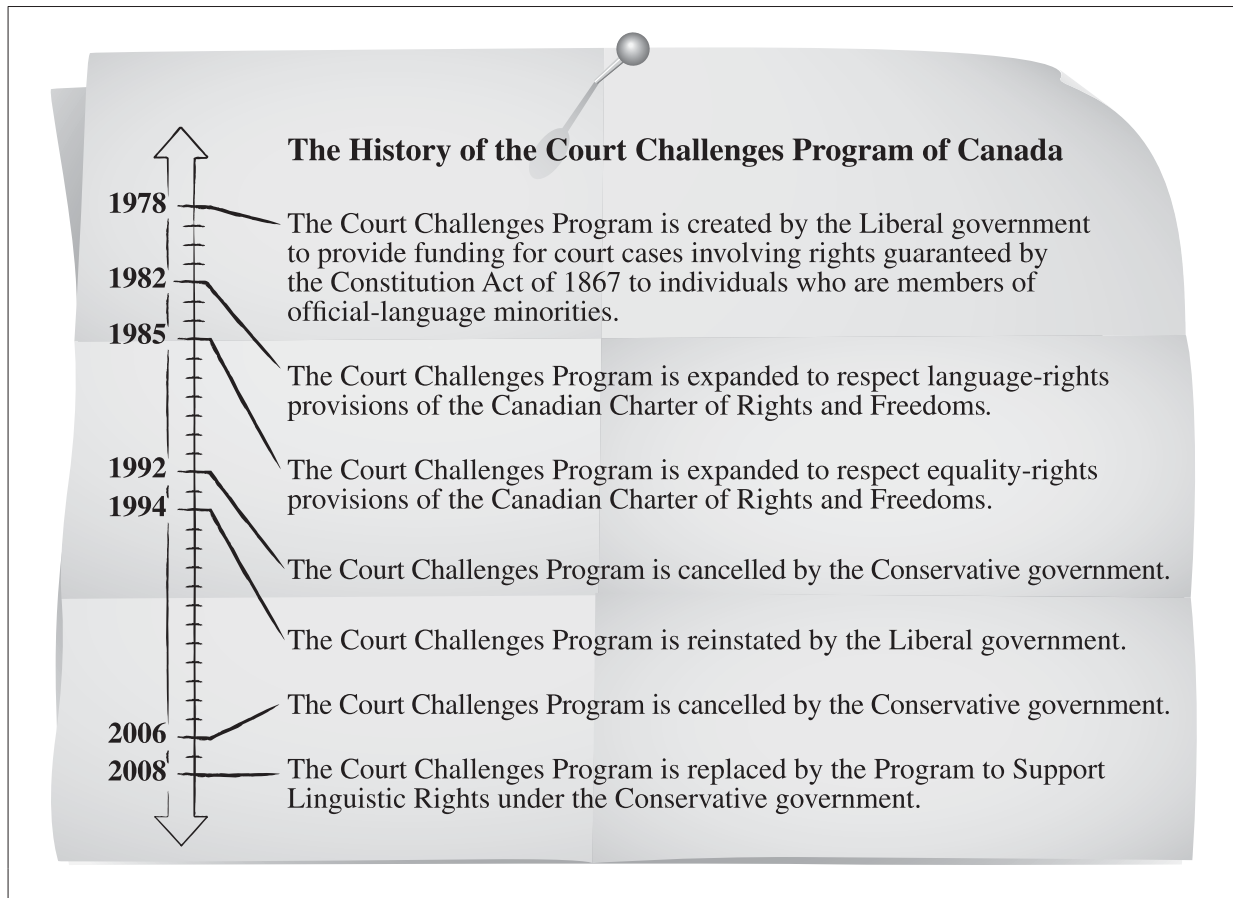 The History of the Court Challenges Program of Canada
1978
The Court Challenges Program is created by the Liberal government
to provide funding for court cases involving rights guaranteed by
the Constitution Act of 1867 to individuals who are members of
official-language minorities.
1982
The Court Challenges Program is expanded to respect language-rights
provisions of the Canadian Charter of Rights and Freedoms.
1985
The Court Challenges Program is expanded to respect equality-rights
provisions of the Canadian Charter of Rights and Freedoms.
1992
The Court Challenges Program is cancelled by the Conservative government.
1994
The Court Challenges Program is reinstated by the Liberal government.
2006
The Court Challenges Program is cancelled by the Conservative government.
2008
The Court Challenges Program is replaced by the Program to Support
Linguistic Rights under the Conservative government.